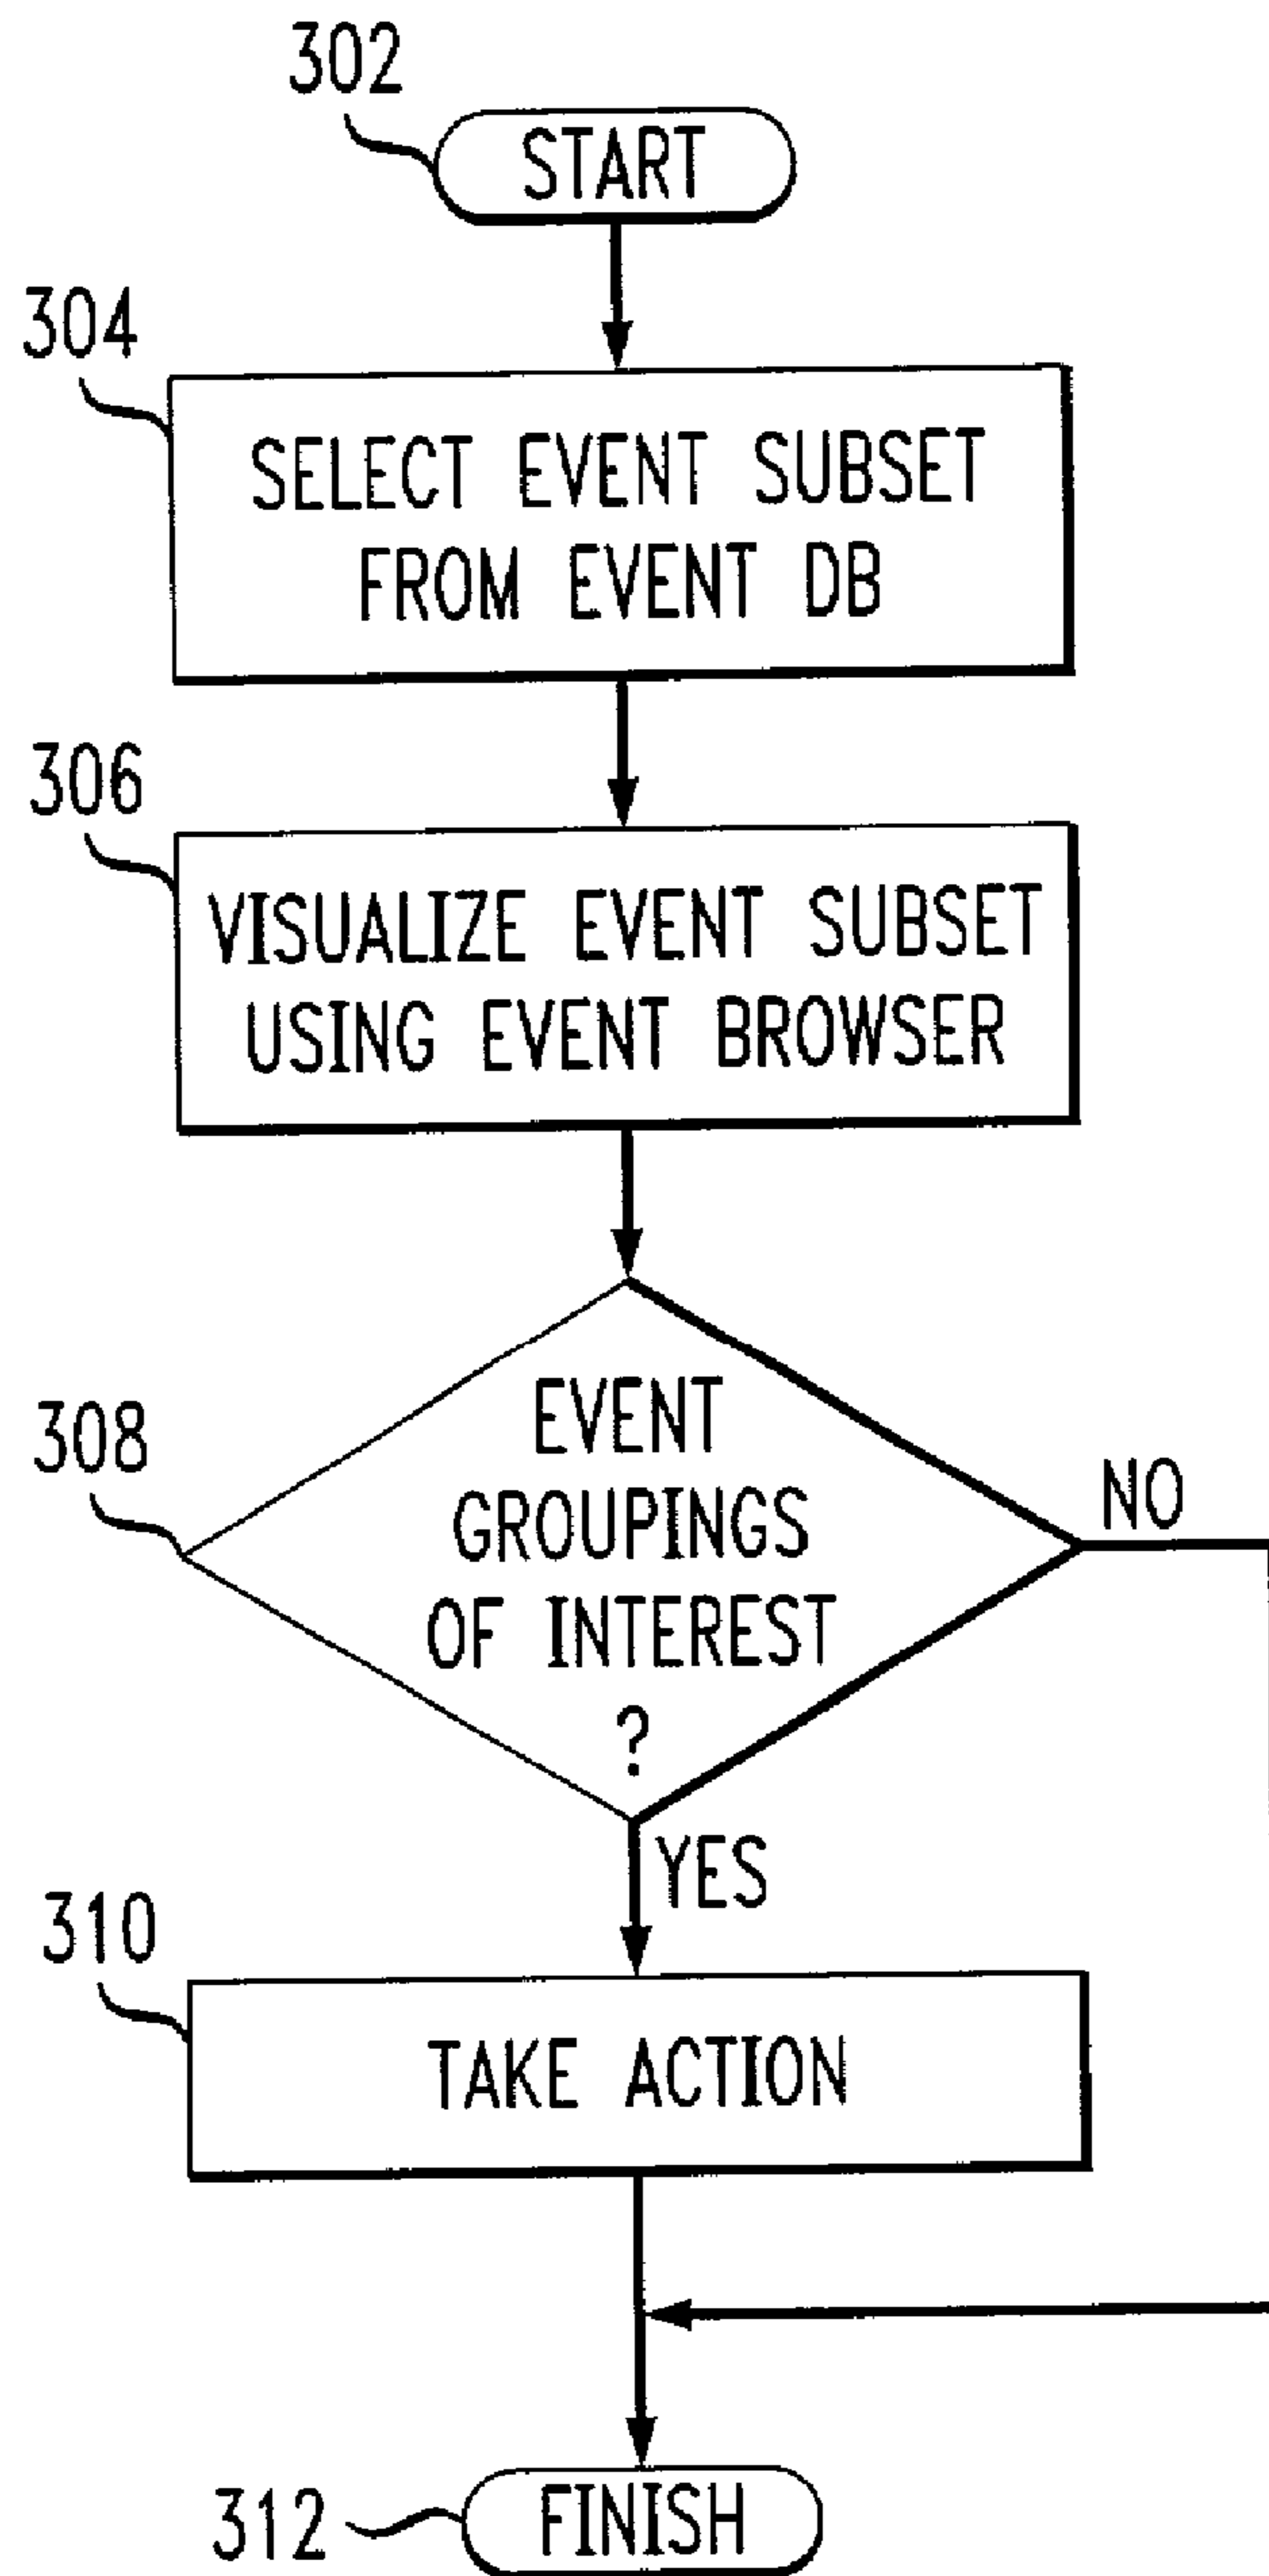 302
START
304
SELECT EVENT SUBSET
FROM EVENT DB
306
VISUALIZE EVENT SUBSET
USING EVENT BROWSER
308
EVENT
GROUPINGS
OF INTEREST
?
NO
YES
310
TAKE ACTION
312
FINISH